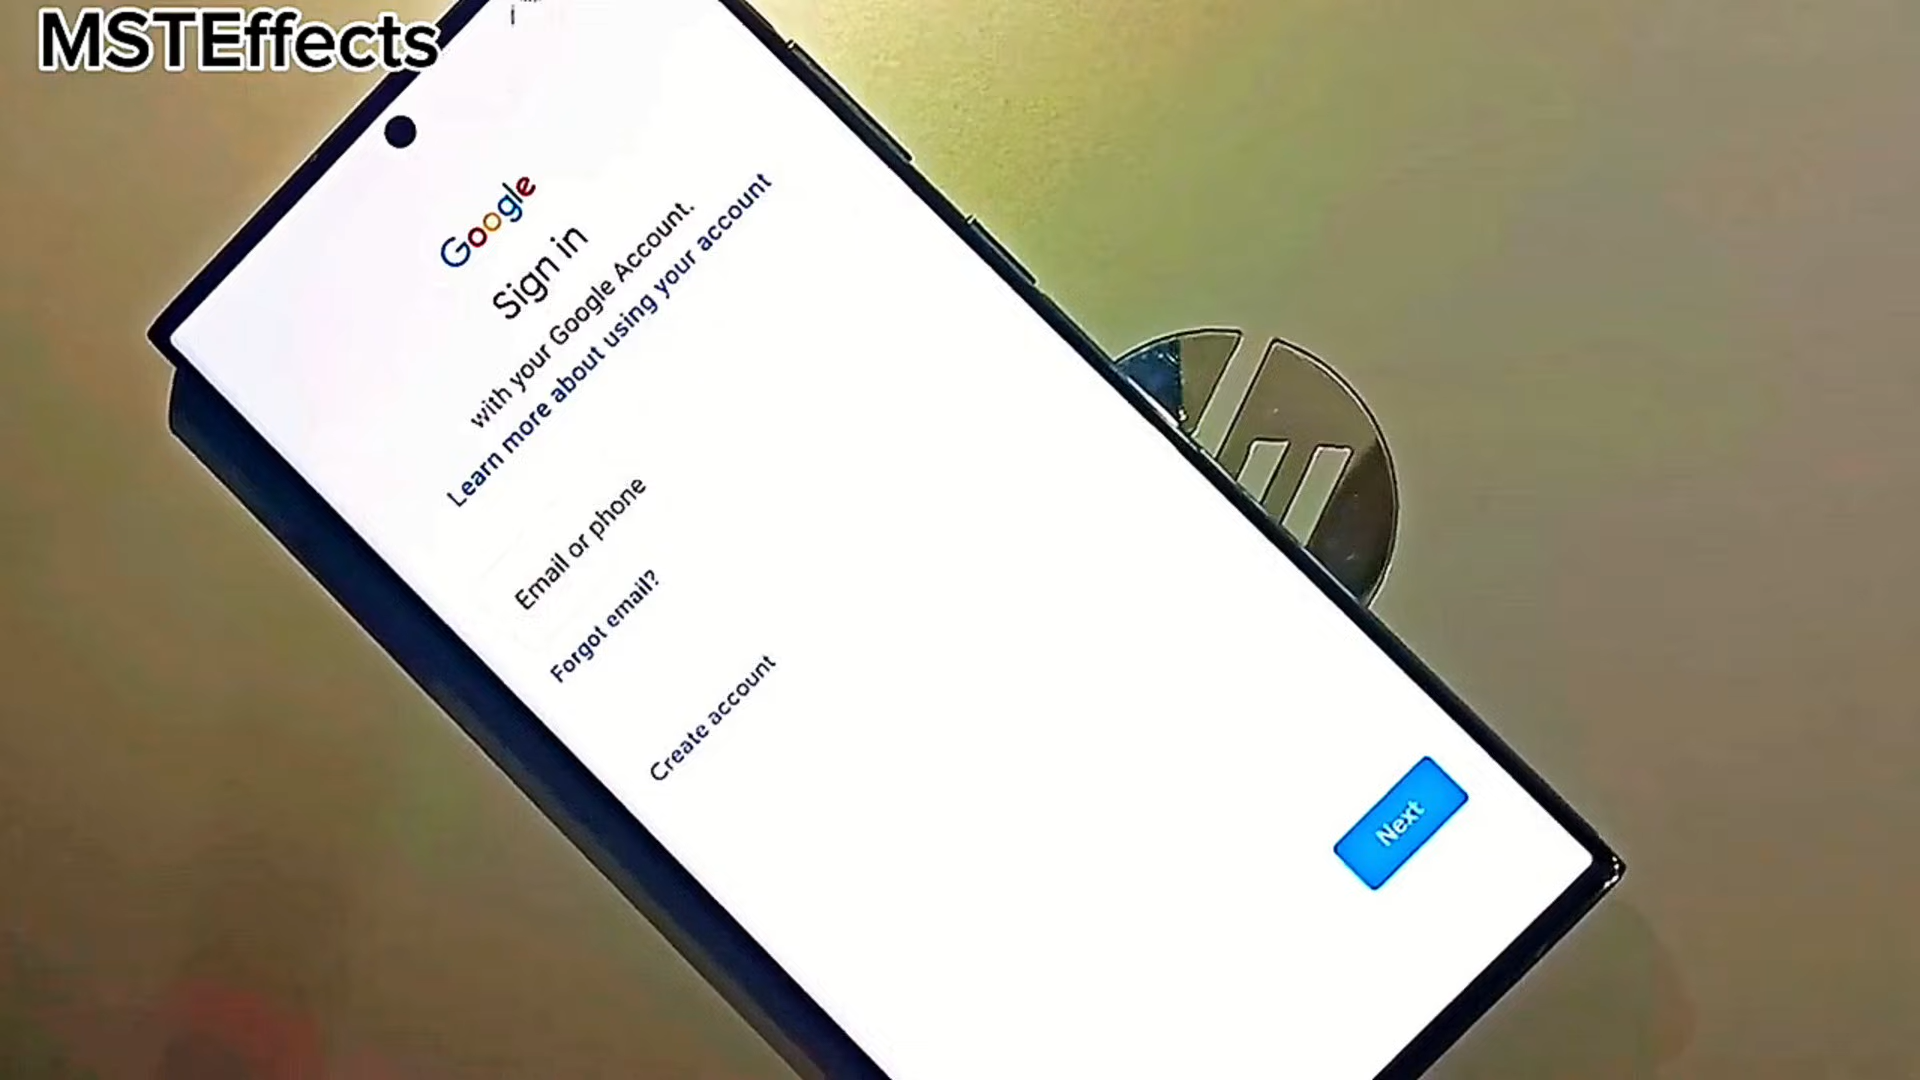 MSTEffects
Google
Sign in
with your Google Account.
Learn more about using your account
Email or phone
Forgot email?
Create account
Next